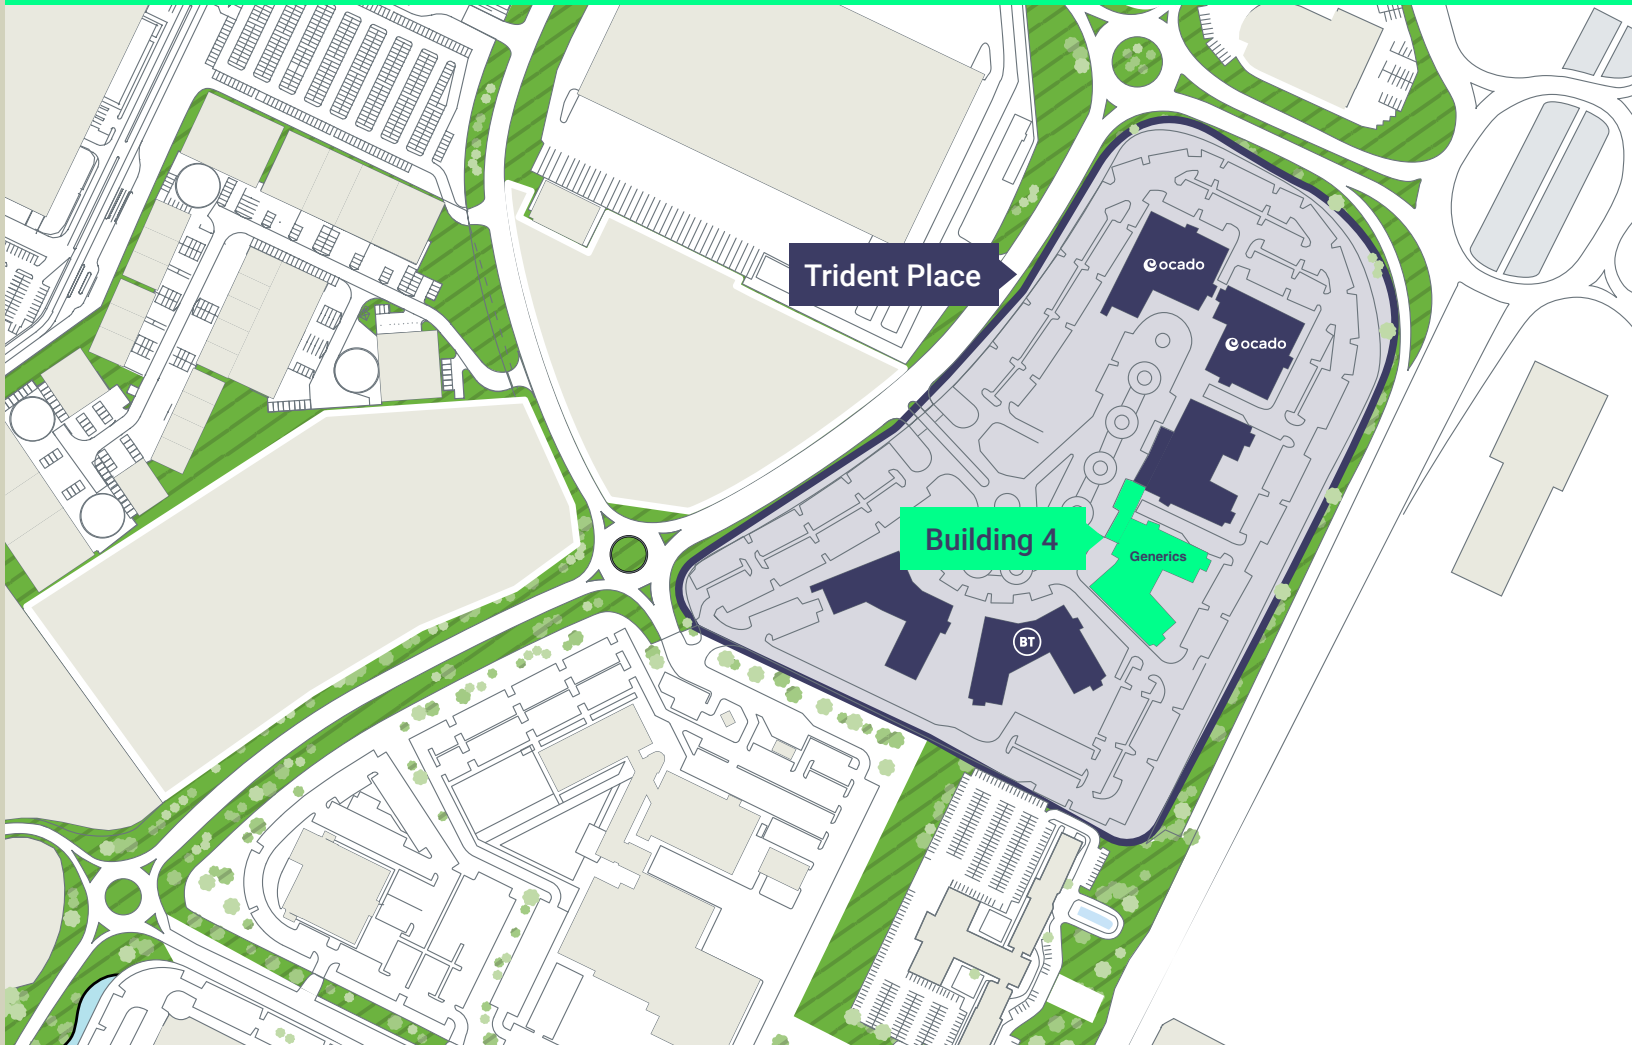 ocado
Trident Place
ocado
Building 4
Generics
BT